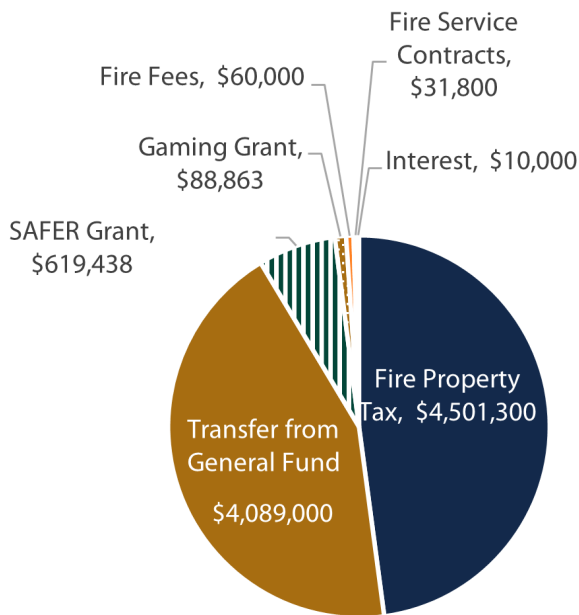 Fire Service
Contracts,
$31,800
Fire Fees, $60,000
Gaming Grant,
$88,863
Interest, $10,000
SAFER Grant,
$619,438
Fire Property
Tax, $4,501,300
Transfer from
General Fund
$4,089,000